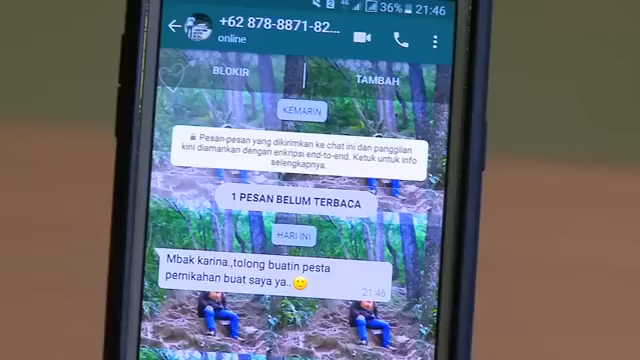 36% 21:46
+62 878-8871-82...
online
BLOKIR TAMBAH
KEMARIN
Pesan-pesan yang dikirimkan ke chat ini dan panggilan
kini diamankan dengan enkripsi end-to-end. Ketuk untuk info
selengkapnya.
1 PESAN BELUM TERBACA
HARI INI
Mbak karina.,tolong buatin pesta
pernikahan buat saya ya..
21:46